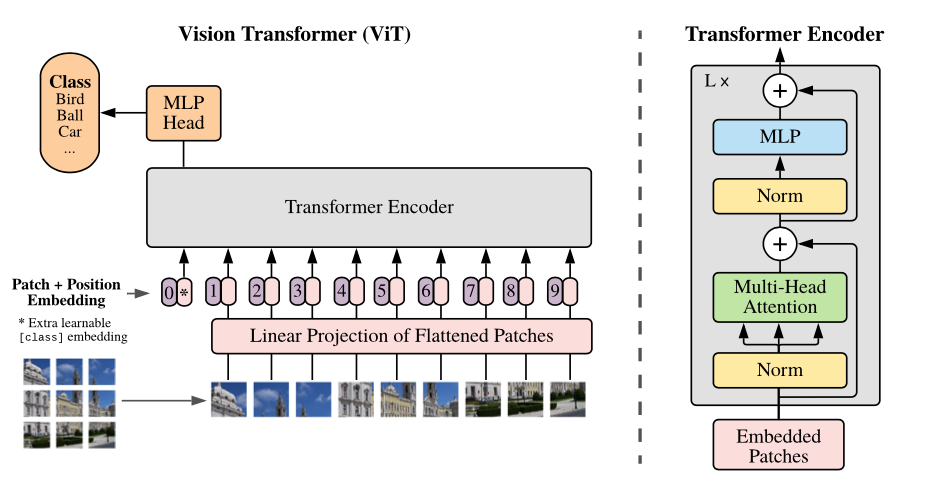 Vision Transformer (ViT)
Class
Bird
Ball
Car
...
MLP
Head
Transformer Encoder
Patch + Position
Embedding
* Extra learnable
[class] embedding
0 * 1 2 3 4 5 6 7 8 9
Linear Projection of Flattened Patches
Transformer Encoder
L ×
+
MLP
Norm
+
Multi-Head
Attention
Norm
Embedded
Patches